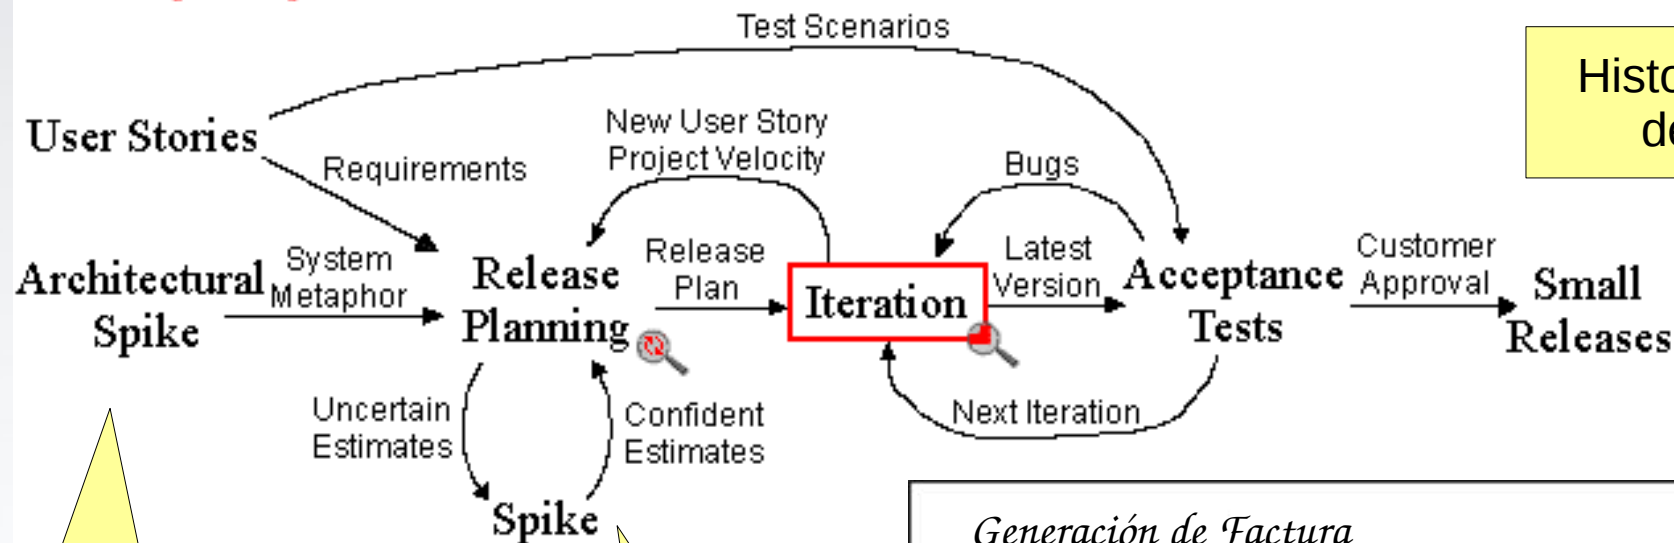 Test Scenarios
User Stories
Requirements
New User Story
Project Velocity
Bugs
Architectural
Spike
System
Metaphor
Release
Planning
Release
Plan
Iteration
Latest
Version
Acceptance
Tests
Customer
Approval
Small
Releases
Uncertain
Estimates
Confident
Estimates
Next Iteration
Spike
Generación de Factura